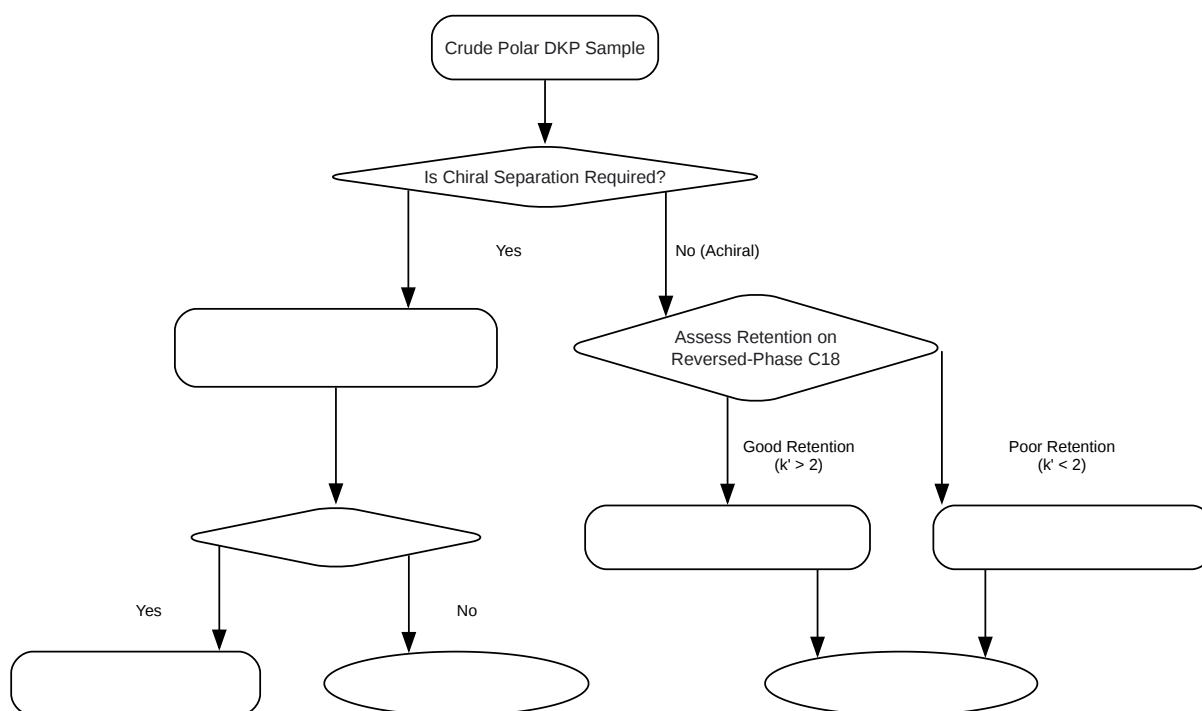 Crude Polar DKP Sample
Is Chiral Separation Required?
Yes
No (Achiral)
Assess Retention on
Reversed-Phase C18
Good Retention
(k' > 2)
Poor Retention
(k' < 2)
Yes
No